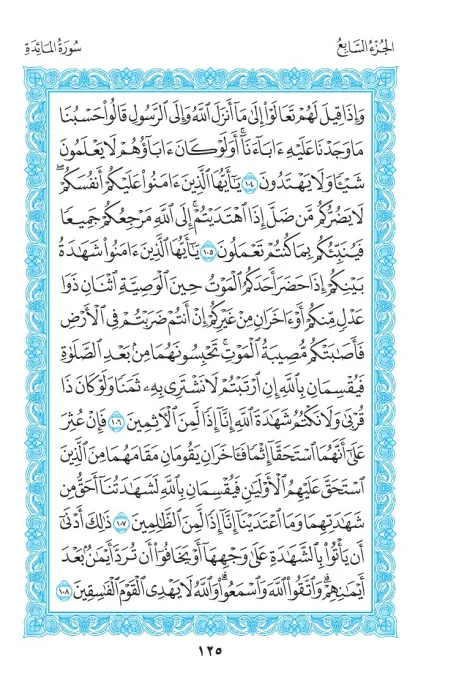 الجزء السابع
سورة المائدة
وَإِذَا قِيلَ لَهُمْ تَعَالَوْا۟ إِلَىٰ مَآ أَنزَلَ ٱللَّهُ وَإِلَى ٱلرَّسُولِ قَالُوا۟ حَسْبُنَا
مَا وَجَدْنَا عَلَيْهِ ءَابَآءَنَآ ۚ أَوَلَوْ كَانَ ءَابَآؤُهُمْ لَا يَعْلَمُونَ
شَيْـًٔا وَلَا يَهْتَدُونَ ١٠٤ يَـٰٓأَيُّهَا ٱلَّذِينَ ءَامَنُوا۟ عَلَيْكُمْ أَنفُسَكُمْ ۖ
لَا يَضُرُّكُم مَّن ضَلَّ إِذَا ٱهْتَدَيْتُمْ ۚ إِلَى ٱللَّهِ مَرْجِعُكُمْ جَمِيعًا
فَيُنَبِّئُكُم بِمَا كُنتُمْ تَعْمَلُونَ ١٠٥ يَـٰٓأَيُّهَا ٱلَّذِينَ ءَامَنُوا۟ شَهَـٰدَةُ
بَيْنِكُمْ إِذَا حَضَرَ أَحَدَكُمُ ٱلْمَوْتُ حِينَ ٱلْوَصِيَّةِ ٱثْنَانِ ذَوَا
عَدْلٍ مِّنكُمْ أَوْ ءَاخَرَانِ مِنْ غَيْرِكُمْ إِنْ أَنتُمْ ضَرَبْتُمْ فِى ٱلْأَرْضِ
فَأَصَـٰبَتْكُم مُّصِيبَةُ ٱلْمَوْتِ ۚ تَحْبِسُونَهُمَا مِنۢ بَعْدِ ٱلصَّلَوٰةِ
فَيُقْسِمَانِ بِٱللَّهِ إِنِ ٱرْتَبْتُمْ لَا نَشْتَرِى بِهِۦ ثَمَنًا وَلَوْ كَانَ ذَا
قُرْبَىٰ ۙ وَلَا نَكْتُمُ شَهَـٰدَةَ ٱللَّهِ إِنَّآ إِذًا لَّمِنَ ٱلْـَٔاثِمِينَ ١٠٦ فَإِنْ عُثِرَ
عَلَىٰٓ أَنَّهُمَا ٱسْتَحَقَّآ إِثْمًا فَـَٔاخَرَانِ يَقُومَانِ مَقَامَهُمَا مِنَ ٱلَّذِينَ
ٱسْتَحَقَّ عَلَيْهِمُ ٱلْأَوْلَيَـٰنِ فَيُقْسِمَانِ بِٱللَّهِ لَشَهَـٰدَتُنَآ أَحَقُّ مِن
شَهَـٰدَتِهِمَا وَمَا ٱعْتَدَيْنَآ إِنَّآ إِذًا لَّمِنَ ٱلظَّـٰلِمِينَ ١٠٧ ذَٰلِكَ أَدْنَىٰٓ
أَن يَأْتُوا۟ بِٱلشَّهَـٰدَةِ عَلَىٰ وَجْهِهَآ أَوْ يَخَافُوٓا۟ أَن تُرَدَّ أَيْمَـٰنٌۢ بَعْدَ
أَيْمَـٰنِهِمْ ۗ وَٱتَّقُوا۟ ٱللَّهَ وَٱسْمَعُوا۟ ۗ وَٱللَّهُ لَا يَهْدِى ٱلْقَوْمَ ٱلْفَـٰسِقِينَ ١٠٨
١٢٥